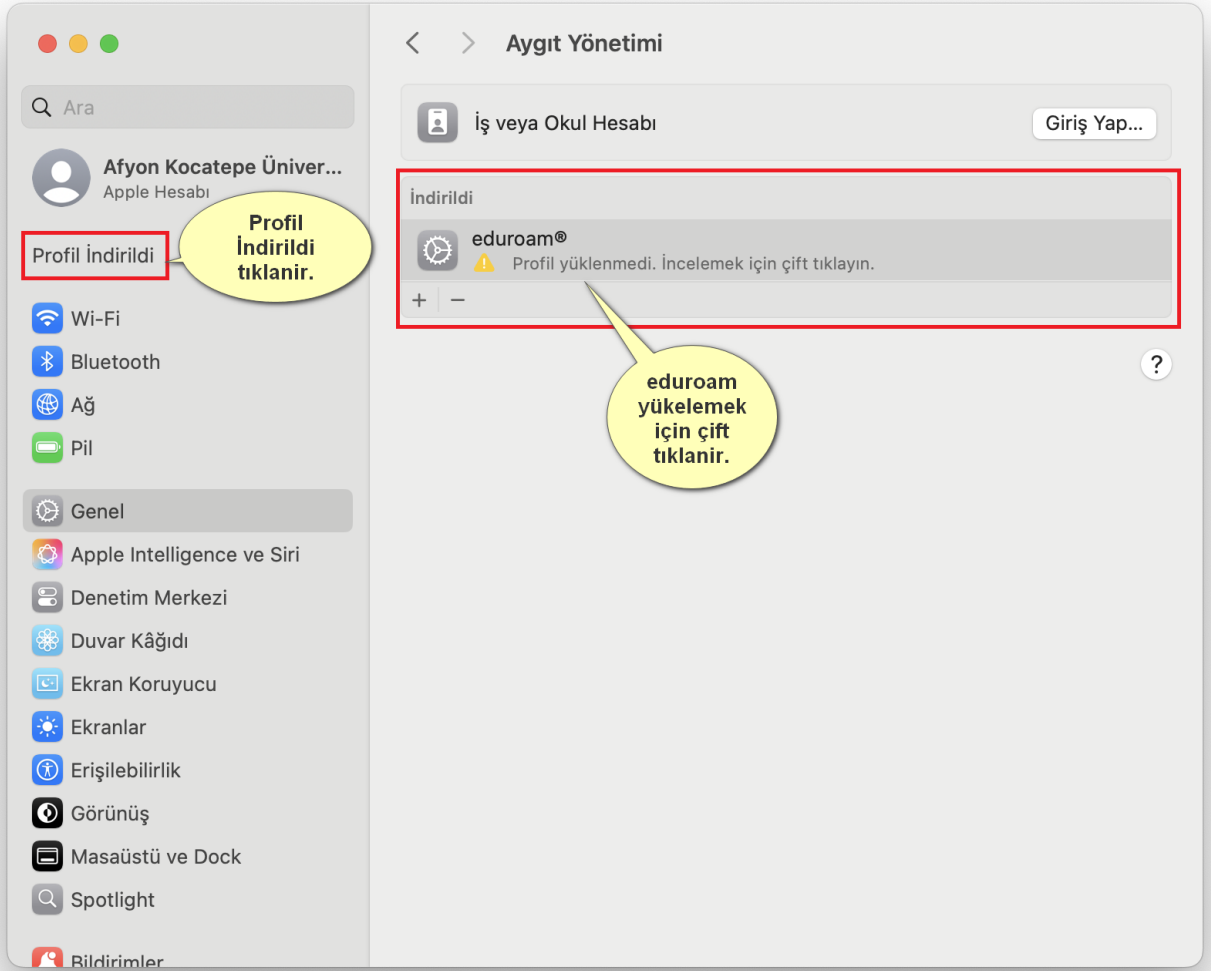 Ara
Afyon Kocatepe Üniver...
Apple Hesabı
Profil İndirildi
Profil
İndirildi
tıklanir.
Wi-Fi
Bluetooth
Ağ
Pil
Genel
Apple Intelligence ve Siri
Denetim Merkezi
Duvar Kâğıdı
Ekran Koruyucu
Ekranlar
Erişilebilirlik
Görünüş
Masaüstü ve Dock
Spotlight
Bildirimler
Aygıt Yönetimi
İş veya Okul Hesabı
Giriş Yap...
İndirildi
eduroam®
Profil yüklenmedi. İncelemek için çift tıklayın.
+ −
?
eduroam
yükelemek
için çift
tıklanir.